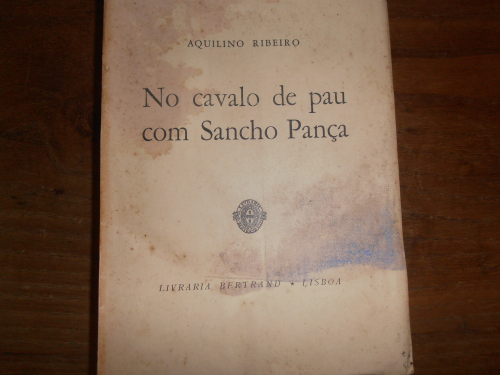 AQUILINO RIBEIRO
No cavalo de pau
com Sancho Pança
LIVRARIA BERTRAND • LISBOA